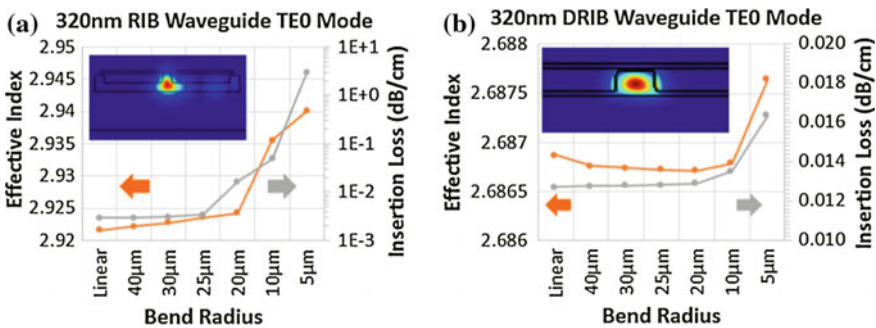 (a) 320nm RIB Waveguide TE0 Mode
Effective Index
2.95
2.945
2.94
2.935
2.93
2.925
2.92
1E+1
1E+0
1E-1
1E-2
1E-3
Insertion Loss (dB/cm)
Linear
40µm
30µm
25µm
20µm
10µm
5µm
Bend Radius
(b) 320nm DRIB Waveguide TE0 Mode
Effective Index
2.688
2.6875
2.687
2.6865
2.686
0.020
0.018
0.016
0.014
0.012
0.010
Insertion Loss (dB/cm)
Linear
40µm
30µm
25µm
20µm
10µm
5µm
Bend Radius